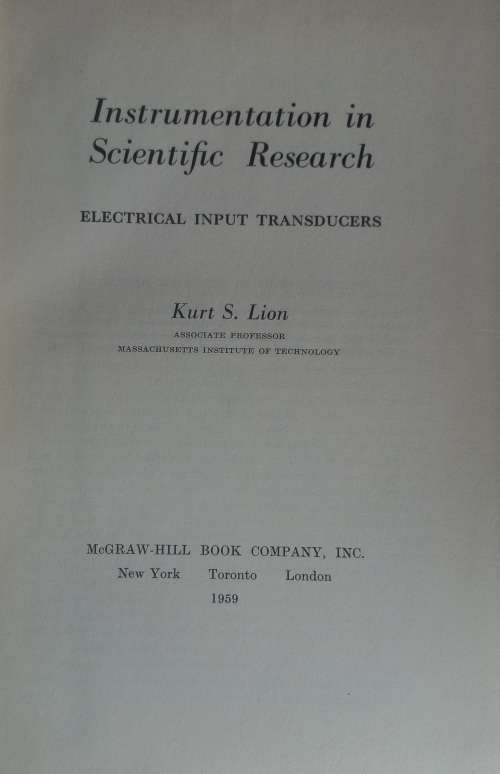 Instrumentation in
Scientific Research
ELECTRICAL INPUT TRANSDUCERS
Kurt S. Lion
ASSOCIATE PROFESSOR
MASSACHUSETTS INSTITUTE OF TECHNOLOGY
McGRAW-HILL BOOK COMPANY, INC.
New York Toronto London
1959